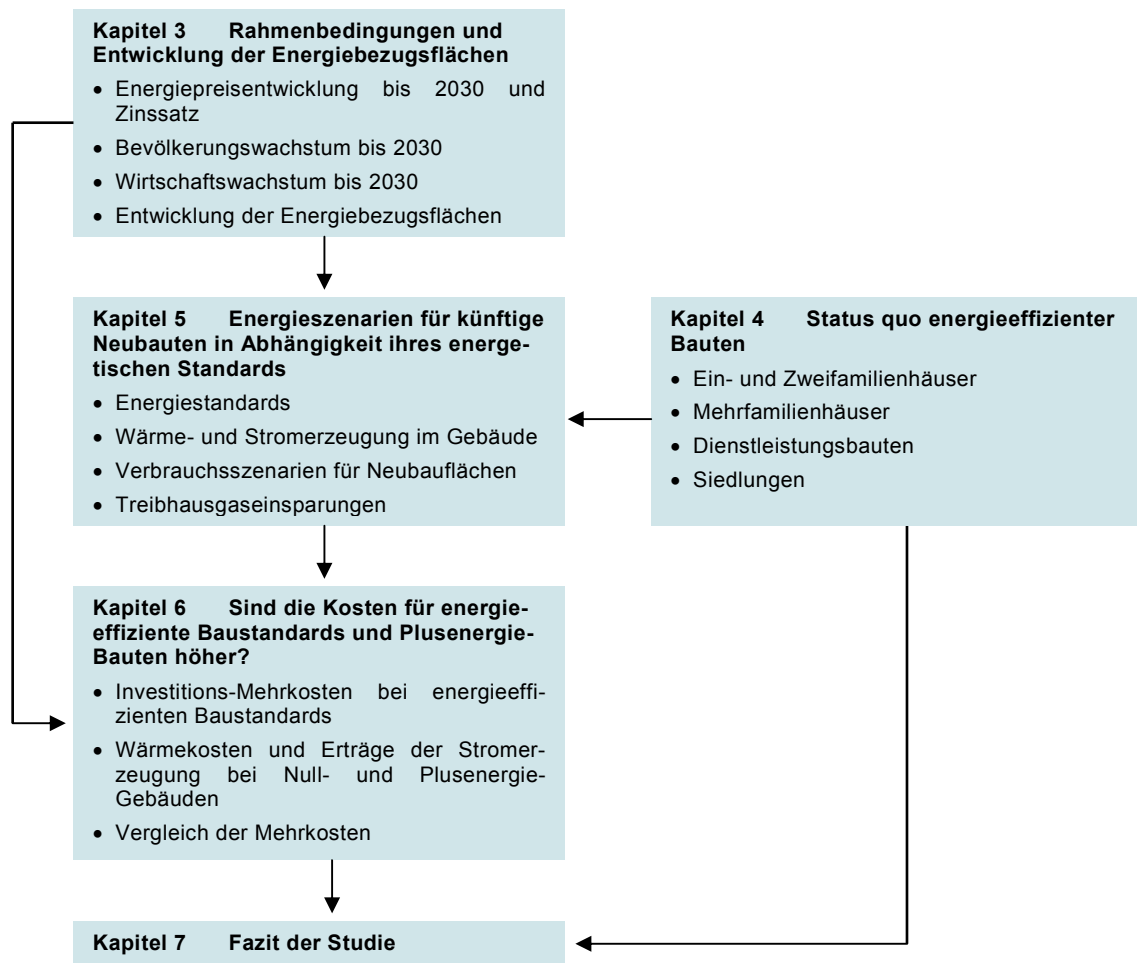 Kapitel 3 Rahmenbedingungen und
Entwicklung der Energiebezugsflächen
• Energiepreisentwicklung bis 2030 und
Zinssatz
• Bevölkerungswachstum bis 2030
• Wirtschaftswachstum bis 2030
• Entwicklung der Energiebezugsflächen
Kapitel 5 Energieszenarien für künftige
Neubauten in Abhängigkeit ihres energe-
tischen Standards
• Energiestandards
• Wärme- und Stromerzeugung im Gebäude
• Verbrauchsszenarien für Neubauflächen
• Treibhausgaseinsparungen
Kapitel 4 Status quo energieeffizienter
Bauten
• Ein- und Zweifamilienhäuser
• Mehrfamilienhäuser
• Dienstleistungsbauten
• Siedlungen
Kapitel 6 Sind die Kosten für energie-
effiziente Baustandards und Plusenergie-
Bauten höher?
• Investitions-Mehrkosten bei energieeffi-
zienten Baustandards
• Wärmekosten und Erträge der Stromer-
zeugung bei Null- und Plusenergie-
Gebäuden
• Vergleich der Mehrkosten
Kapitel 7 Fazit der Studie